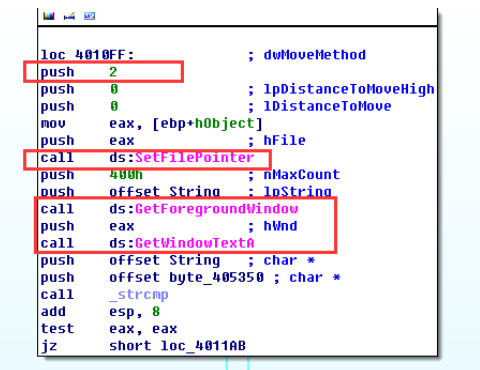 loc_4010FF: ; dwMoveMethod
push 2
push 0 ; lpDistanceToMoveHigh
push 0 ; lDistanceToMove
mov eax, [ebp+hObject]
push eax ; hFile
call ds:SetFilePointer
push 400h ; nMaxCount
push offset String ; lpString
call ds:GetForegroundWindow
push eax ; hWnd
call ds:GetWindowTextA
push offset String ; char *
push offset byte_405350 ; char *
call _strcmp
add esp, 8
test eax, eax
jz short loc_4011AB